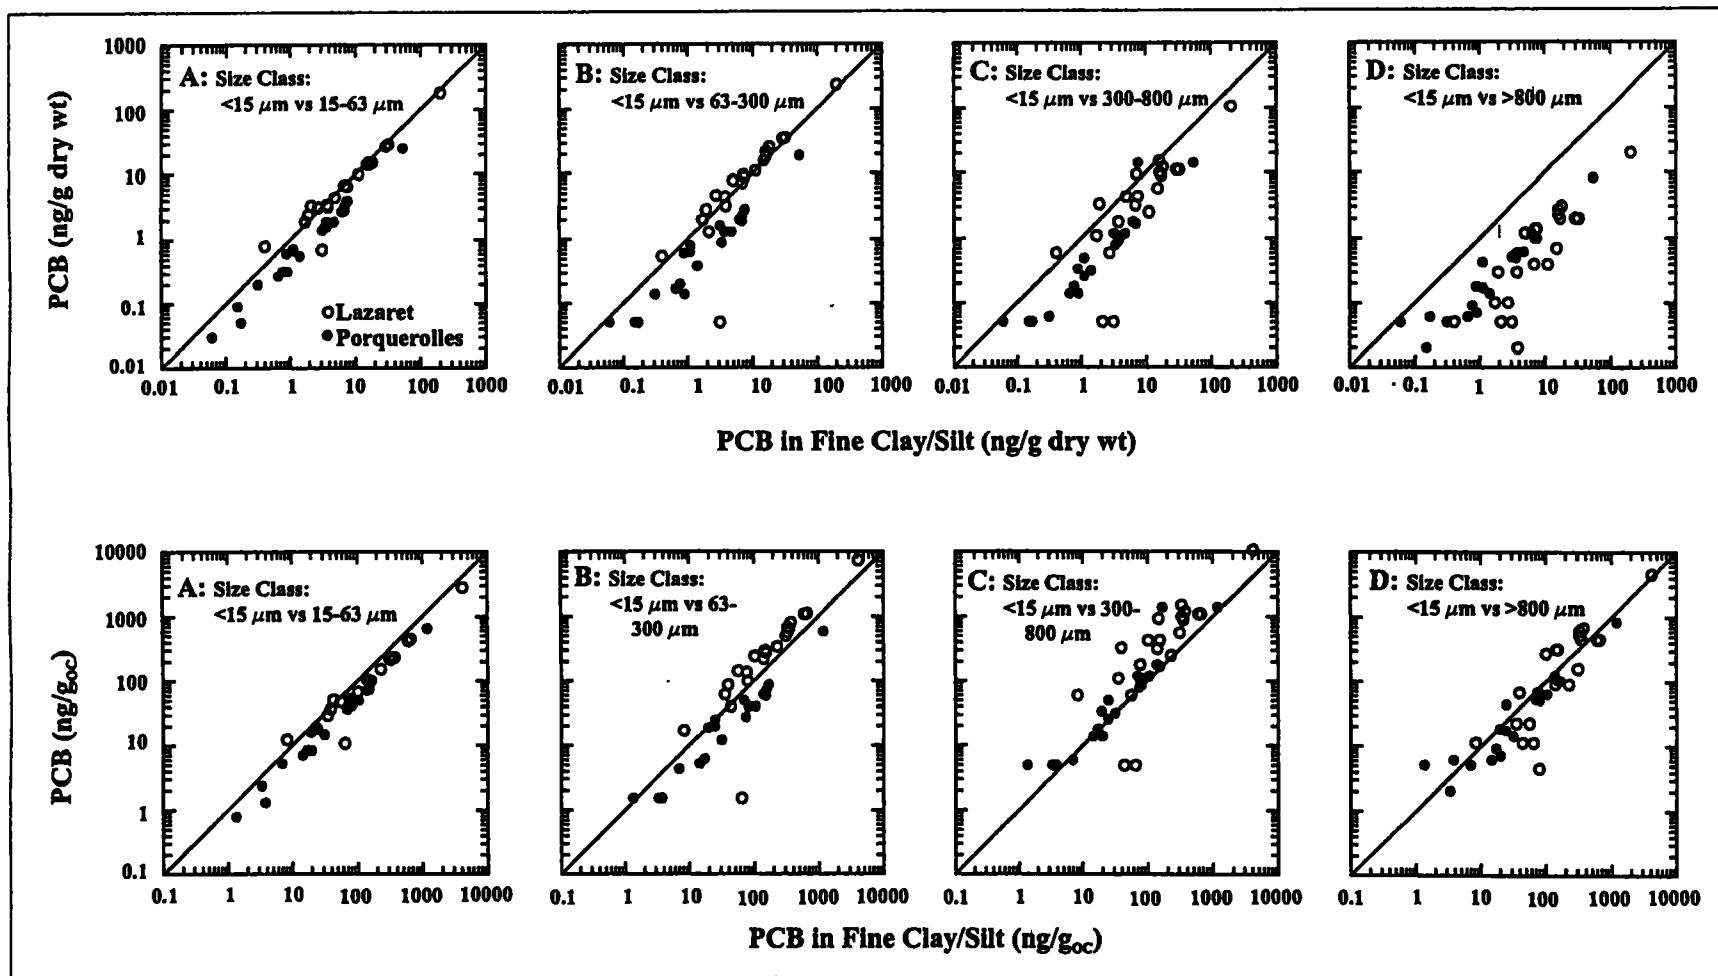 PCB (ng/g dry wt)
1000
100
10
1
0.1
0.01
A: Size Class:
<15 μm vs 15-63 μm
Lazaret
Porquerolles
0.01 0.1 1 10 100 1000
B: Size Class:
<15 μm vs 63-300 μm
0.01 0.1 1 10 100 1000
C: Size Class:
<15 μm vs 300-800 μm
0.01 0.1 1 10 100 1000
D: Size Class:
<15 μm vs >800 μm
0.01 0.1 1 10 100 1000
PCB in Fine Clay/Silt (ng/g dry wt)
PCB (ng/gOC)
10000
1000
100
10
1
0.1
A: Size Class:
<15 μm vs 15-63 μm
0.1 1 10 100 1000 10000
B: Size Class:
<15 μm vs 63-
300 μm
0.1 1 10 100 1000 10000
C: Size Class:
<15 μm vs 300-
800 μm
0.1 1 10 100 1000 10000
D: Size Class:
<15 μm vs >800 μm
0.1 1 10 100 1000 10000
PCB in Fine Clay/Silt (ng/gOC)